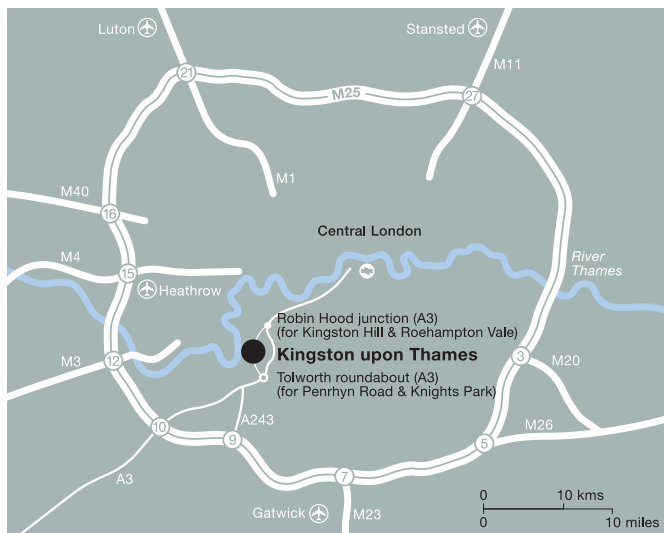 Luton
Stansted
M11
21
M25
27
M1
M40
16
Central London
M4
15
River
Thames
Heathrow
Robin Hood junction (A3)
(for Kingston Hill & Roehampton Vale)
Kingston upon Thames
M3
12
3
M20
Tolworth roundabout (A3)
(for Penrhyn Road & Knights Park)
A243
10
9
M26
5
A3
7
Gatwick
M23
0 10 kms
0 10 miles